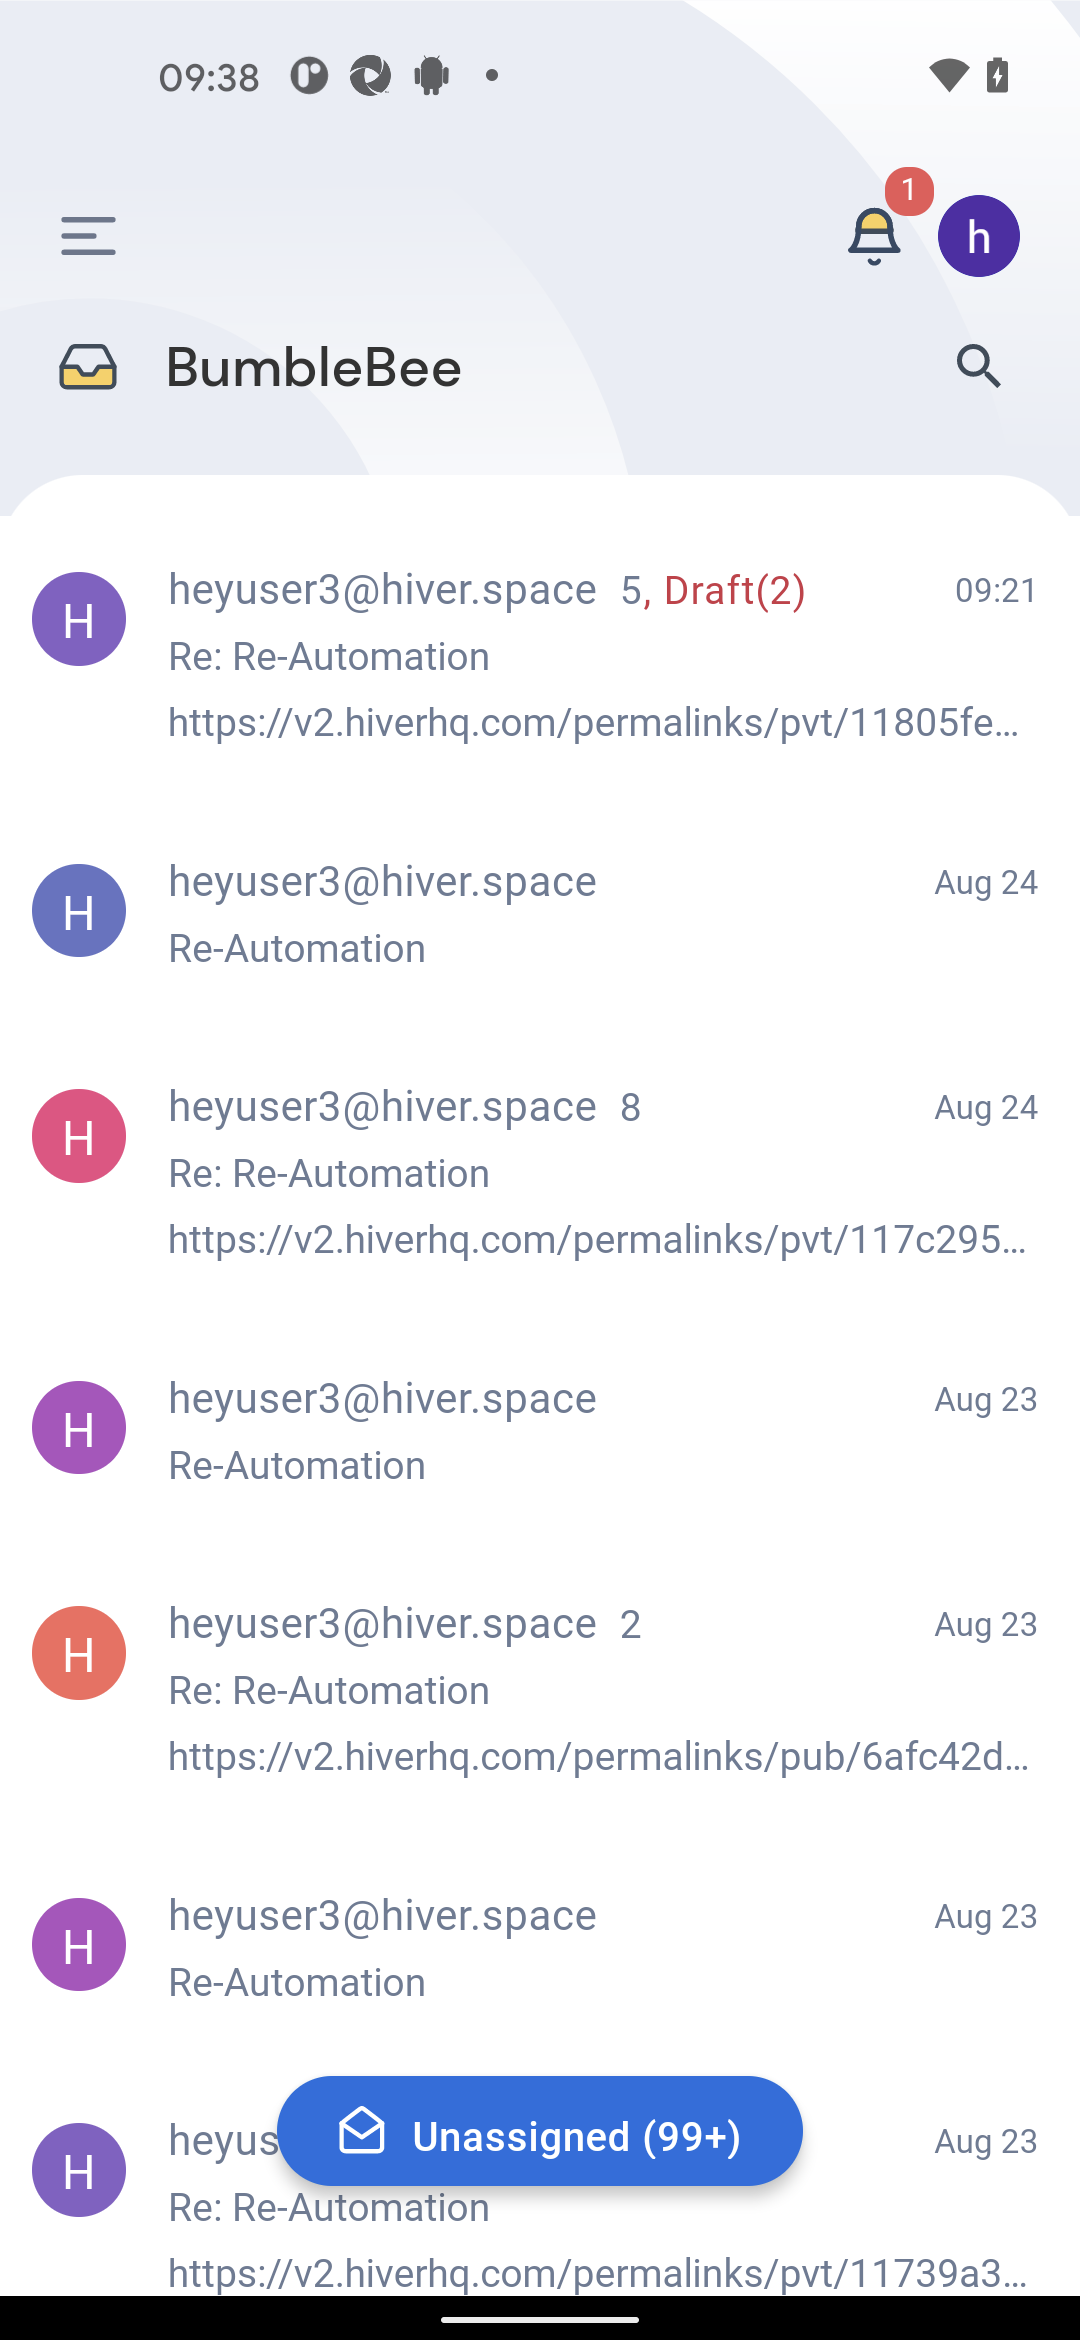 09:38
1
h
BumbleBee
H heyuser3@hiver.space 5, Draft(2) 09:21
Re: Re-Automation
https://v2.hiverhq.com/permalinks/pvt/11805fe...
H heyuser3@hiver.space Aug 24
Re-Automation
H heyuser3@hiver.space 8 Aug 24
Re: Re-Automation
https://v2.hiverhq.com/permalinks/pvt/117c295...
H heyuser3@hiver.space Aug 23
Re-Automation
H heyuser3@hiver.space 2 Aug 23
Re: Re-Automation
https://v2.hiverhq.com/permalinks/pub/6afc42d...
H heyuser3@hiver.space Aug 23
Re-Automation
H heyus Aug 23
Unassigned (99+)
Re: Re-Automation
https://v2.hiverhq.com/permalinks/pvt/11739a3...